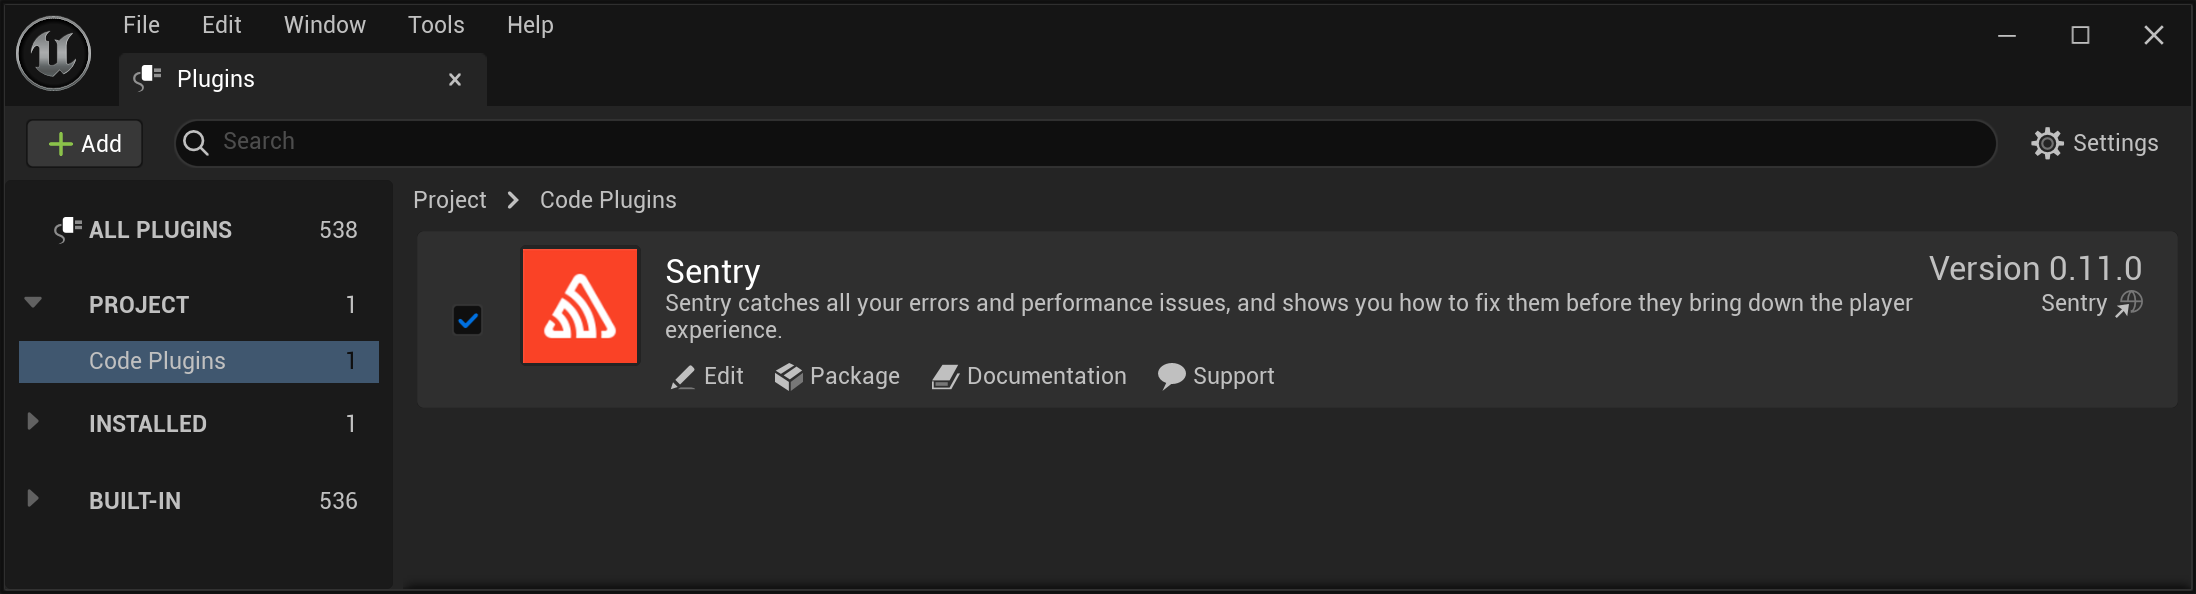 File Edit Window Tools Help
Plugins
Add
Search
Settings
ALL PLUGINS 538
PROJECT 1
Code Plugins 1
INSTALLED 1
BUILT-IN 536
Project > Code Plugins
Sentry
Version 0.11.0
Sentry catches all your errors and performance issues, and shows you how to fix them before they bring down the player
experience.
Sentry
Edit Package Documentation Support